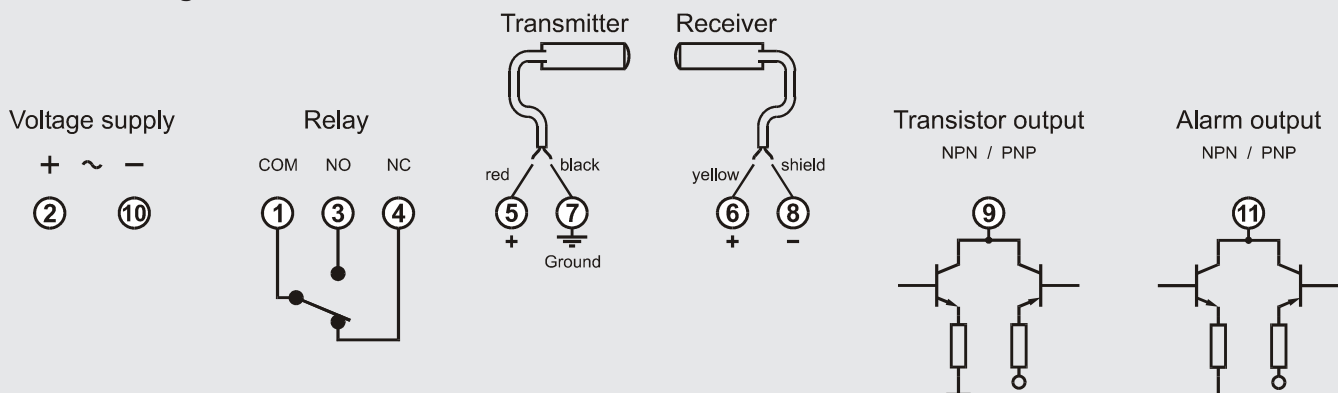 Transmitter Receiver
Voltage supply Relay Transistor output Alarm output
NPN / PNP NPN / PNP
+ ~ − COM NO NC
red black yellow shield
2 10 1 3 4 5 7 6 8 9 11
+ + −
Ground